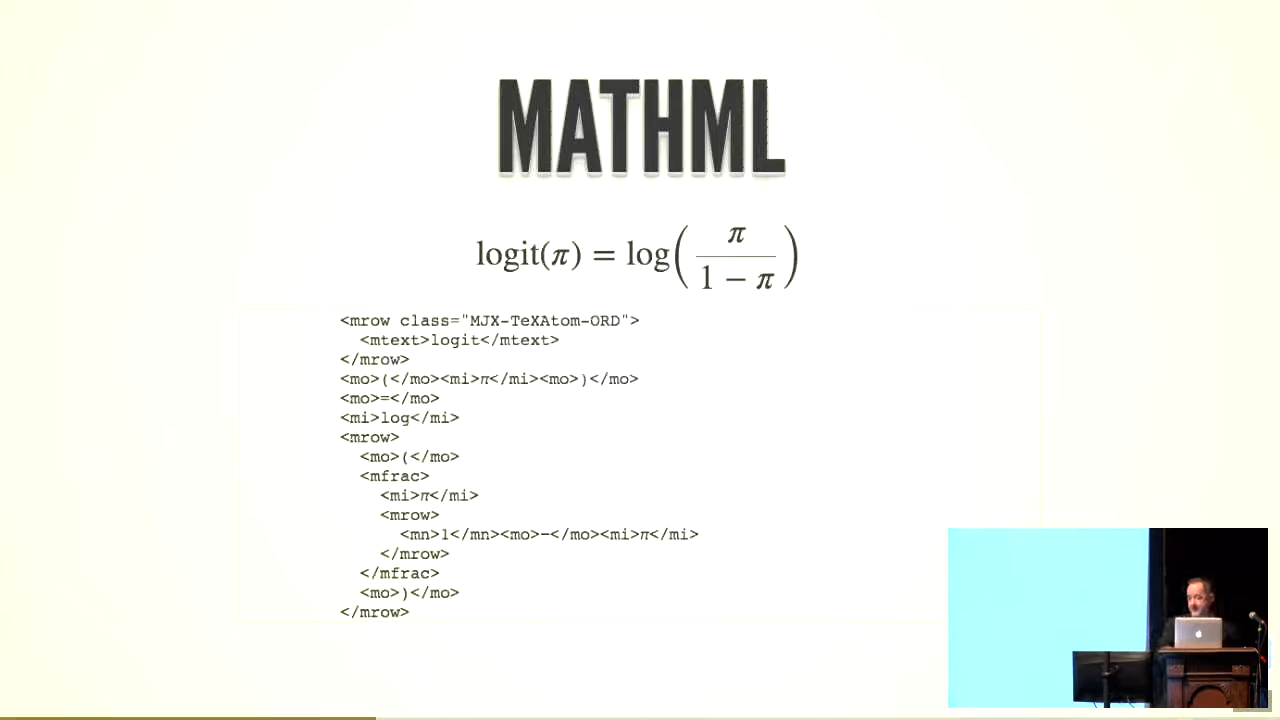 MATHML
logit(π) = log(π / 1 − π)
<mrow class="MJX-TeXAtom-ORD">
  <mtext>logit</mtext>
</mrow>
<mo>(</mo><mi>π</mi><mo>)</mo>
<mo>=</mo>
<mi>log</mi>
<mrow>
  <mo>(</mo>
  <mfrac>
    <mi>π</mi>
    <mrow>
      <mn>1</mn><mo>−</mo><mi>π</mi>
    </mrow>
  </mfrac>
  <mo>)</mo>
</mrow>